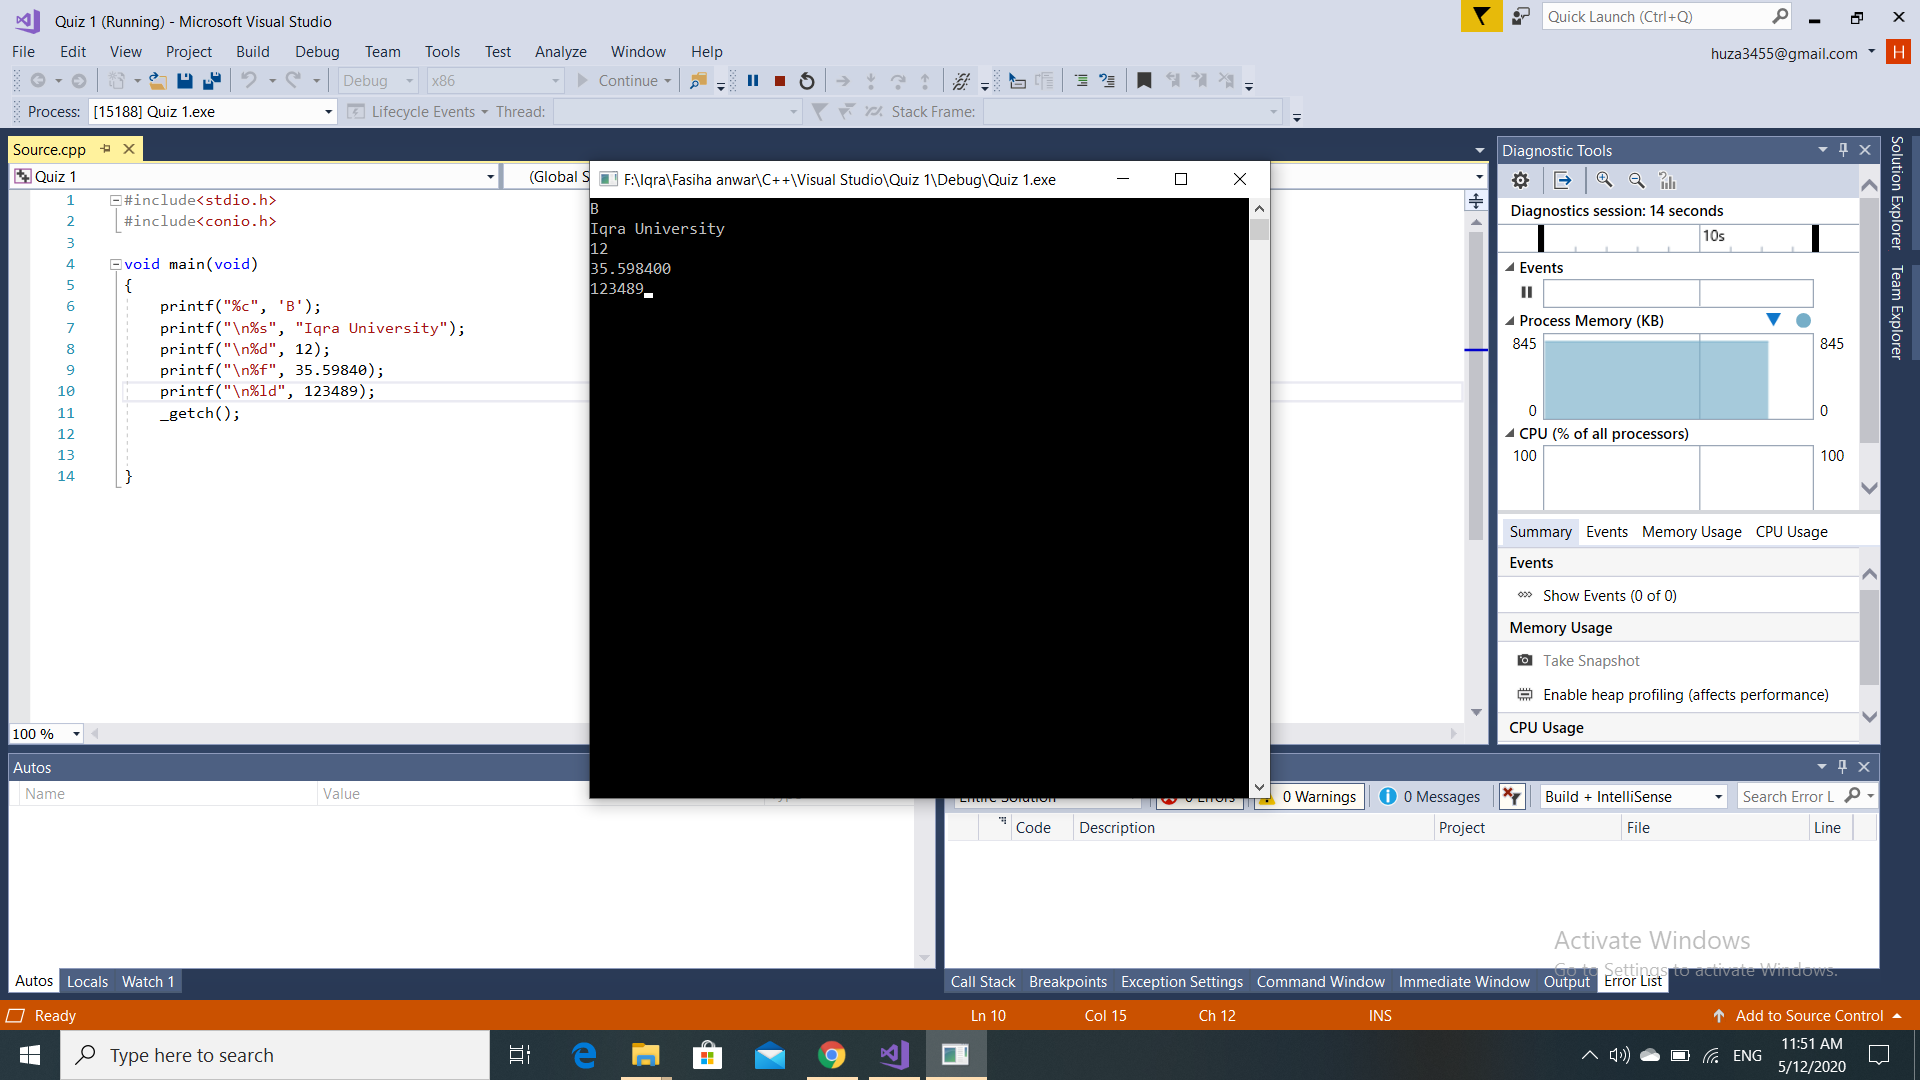 Quiz 1 (Running) - Microsoft Visual Studio
Quick Launch (Ctrl+Q)
File Edit View Project Build Debug Team Tools Test Analyze Window Help
huza3455@gmail.com H
Debug x86 Continue
Process: [15188] Quiz 1.exe Lifecycle Events Thread: Stack Frame:
Source.cpp
Quiz 1 (Global S
1 #include<stdio.h>
2 #include<conio.h>
3
4 void main(void)
5 {
6 printf("%c", 'B');
7 printf("\n%s", "Iqra University");
8 printf("\n%d", 12);
9 printf("\n%f", 35.59840);
10 printf("\n%ld", 123489);
11 _getch();
12
13
14 }
100 %
F:\Iqra\Fasiha anwar\C++\Visual Studio\Quiz 1\Debug\Quiz 1.exe
B
Iqra University
12
35.598400
123489
Diagnostic Tools
Diagnostics session: 14 seconds
10s
Events
Process Memory (KB)
845 845
0 0
CPU (% of all processors)
100 100
Summary Events Memory Usage CPU Usage
Events
Show Events (0 of 0)
Memory Usage
Take Snapshot
Enable heap profiling (affects performance)
CPU Usage
Solution Explorer
Team Explorer
Autos
Name Value
Autos Locals Watch 1
Entire Solution 0 Errors 0 Warnings 0 Messages Build + IntelliSense Search Error L
Code Description Project File Line
Activate Windows
Go to Settings to activate Windows.
Call Stack Breakpoints Exception Settings Command Window Immediate Window Output Error List
Ready Ln 10 Col 15 Ch 12 INS Add to Source Control
Type here to search
ENG
11:51 AM
5/12/2020